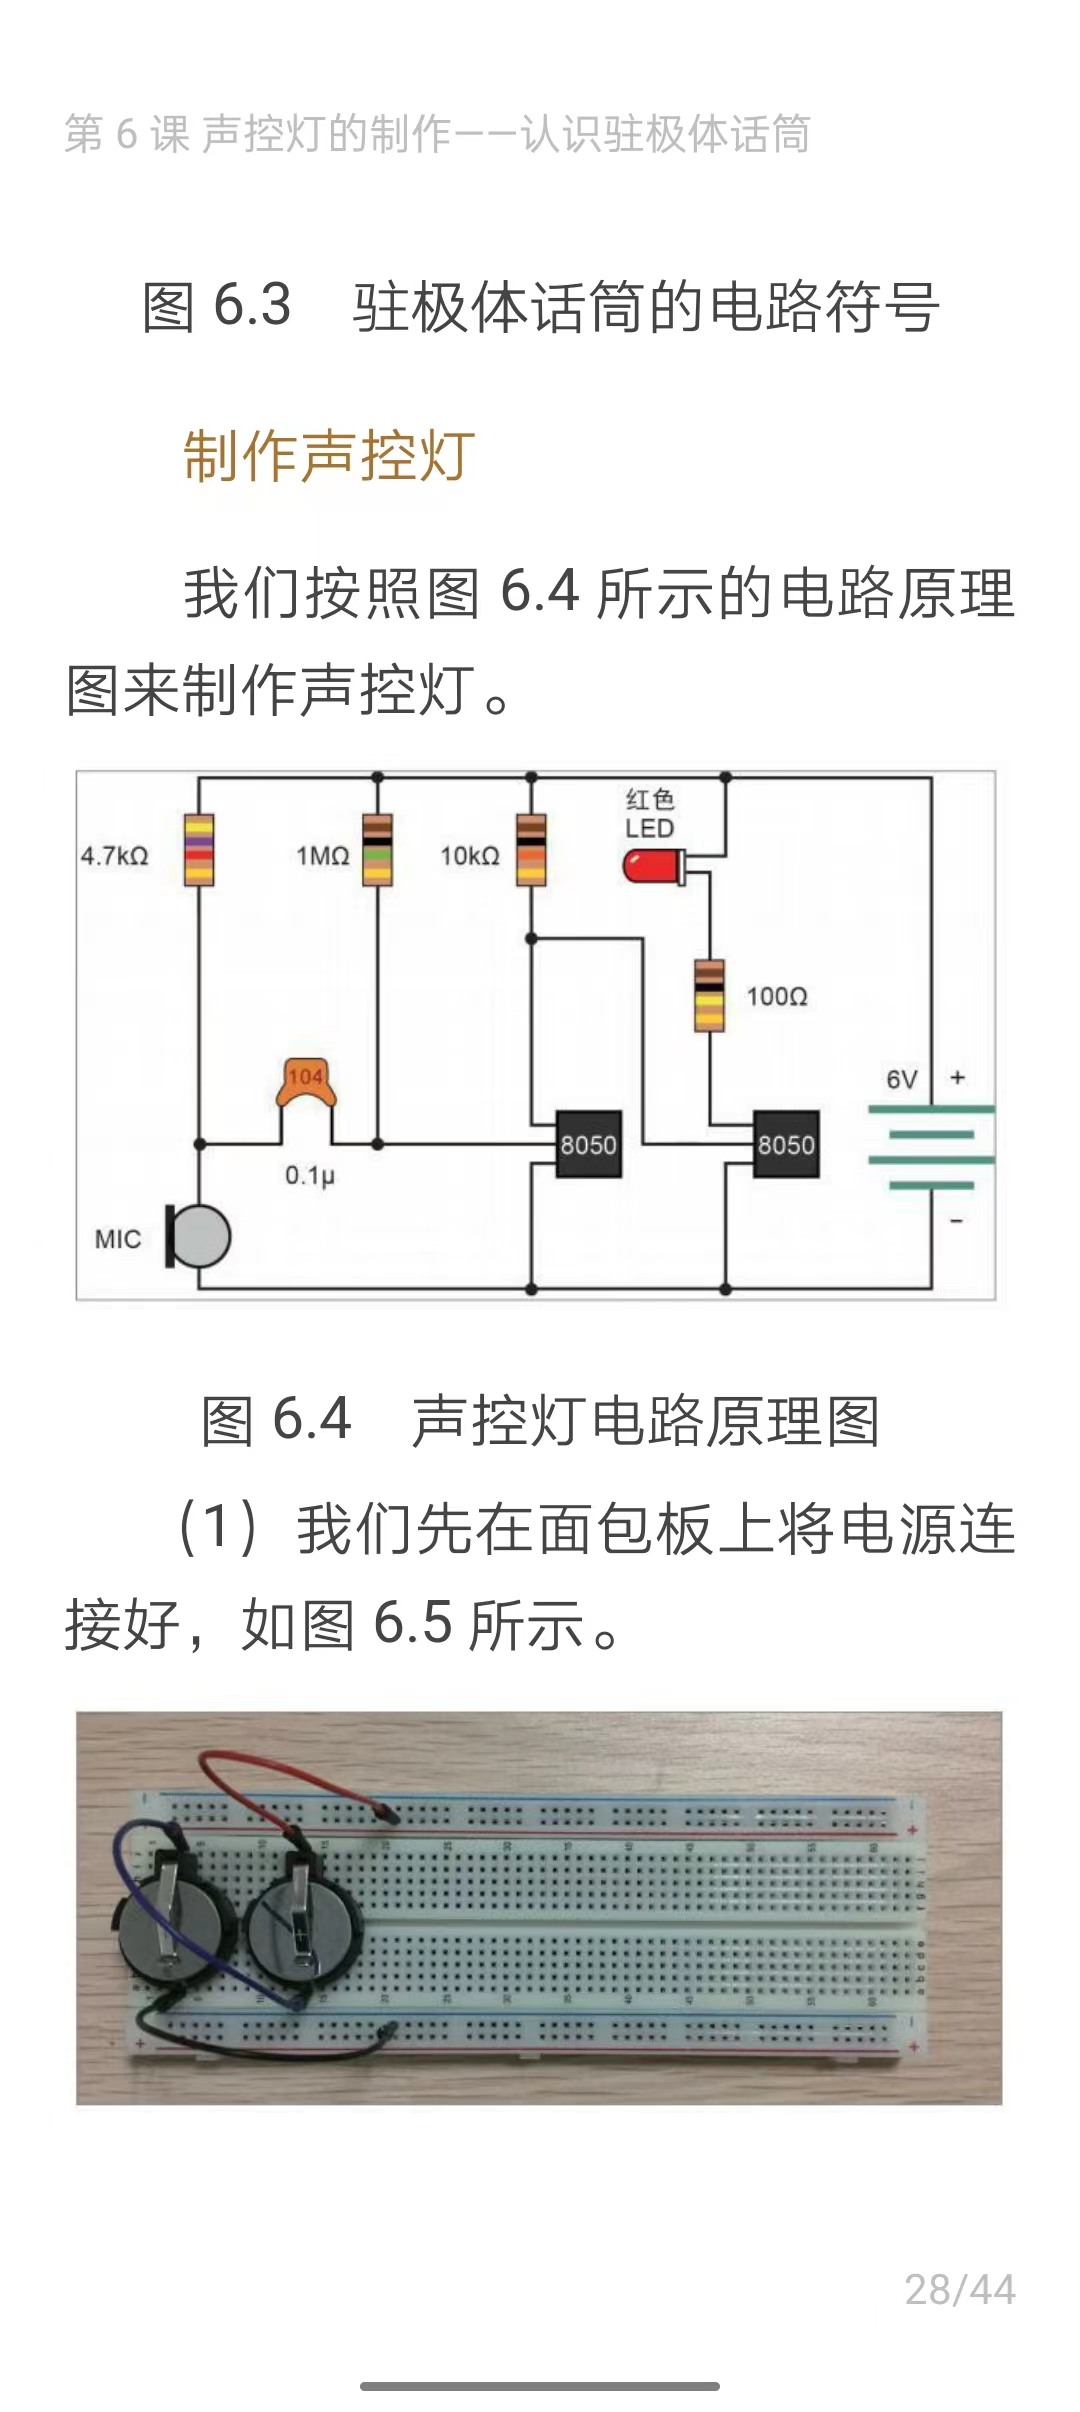 第 6 课 声控灯的制作——认识驻极体话筒
图 6.3 驻极体话筒的电路符号
制作声控灯
我们按照图 6.4 所示的电路原理
图来制作声控灯。
红色
LED
4.7kΩ
1MΩ
10kΩ
100Ω
104
6V
+
8050
8050
0.1μ
MIC
−
图 6.4 声控灯电路原理图
（1）我们先在面包板上将电源连
接好，如图 6.5 所示。
28/44